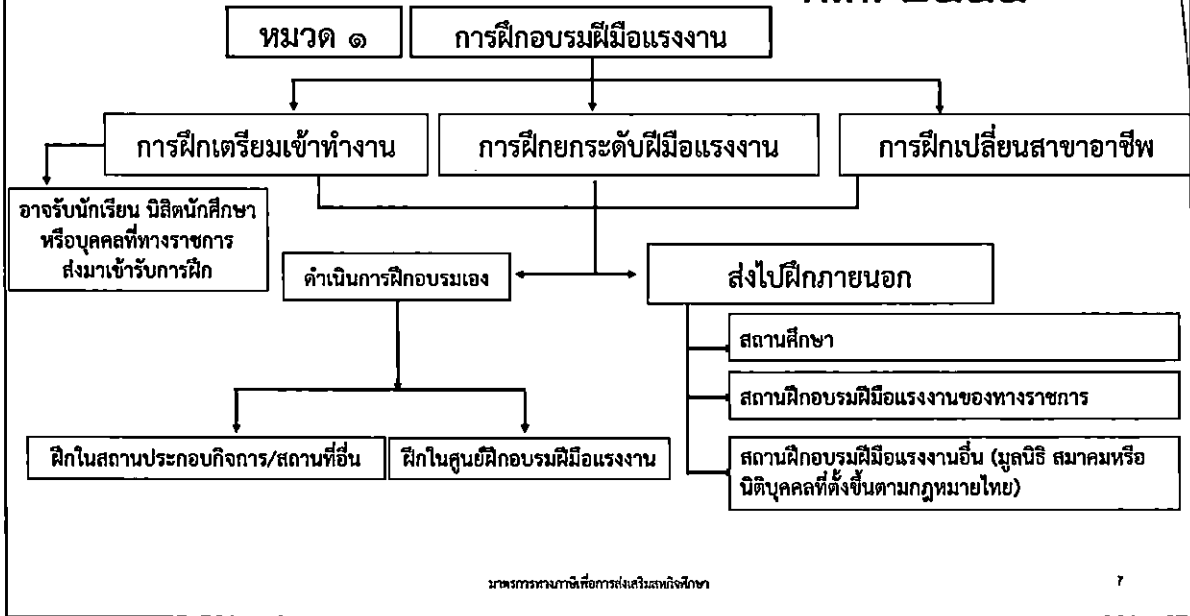 หมวด ๑
การฝึกอบรมฝีมือแรงงาน
การฝึกเตรียมเข้าทำงาน
การฝึกยกระดับฝีมือแรงงาน
การฝึกเปลี่ยนสาขาอาชีพ
อาจรับนักเรียน นิสิตนักศึกษา
หรือบุคคลที่ทางราชการ
ส่งมาเข้ารับการฝึก
ดำเนินการฝึกอบรมเอง
ส่งไปฝึกภายนอก
สถานศึกษา
สถานฝึกอบรมฝีมือแรงงานของทางราชการ
ฝึกในสถานประกอบกิจการ/สถานที่อื่น
ฝึกในศูนย์ฝึกอบรมฝีมือแรงงาน
สถานฝึกอบรมฝีมือแรงงานอื่น (มูลนิธิ สมาคมหรือ
นิติบุคคลที่ตั้งขึ้นตามกฎหมายไทย)
มาตรการทางภาษีเพื่อการส่งเสริมสหกิจศึกษา
7